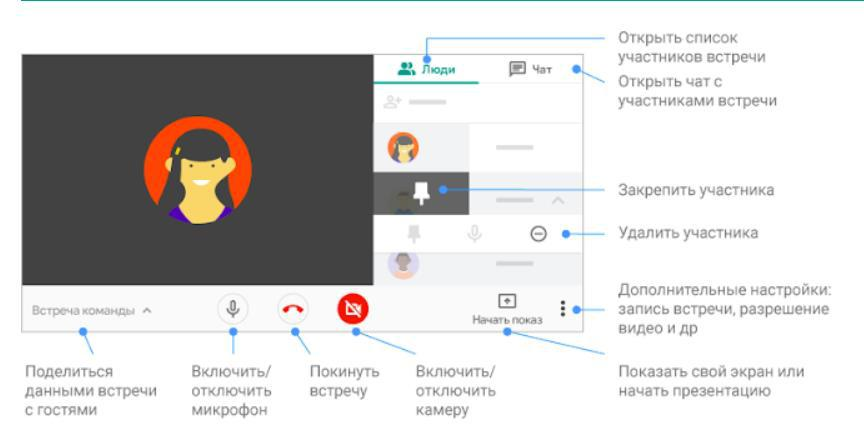 Открыть список
участников встречи
Люди
Чат
Открыть чат с
участниками встречи
Закрепить участника
Удалить участника
Дополнительные настройки:
запись встречи, разрешение
видео и др
Встреча команды
Начать показ
Поделиться
данными встречи
с гостями
Включить/
отключить
микрофон
Покинуть
встречу
Включить/
отключить
камеру
Показать свой экран или
начать презентацию